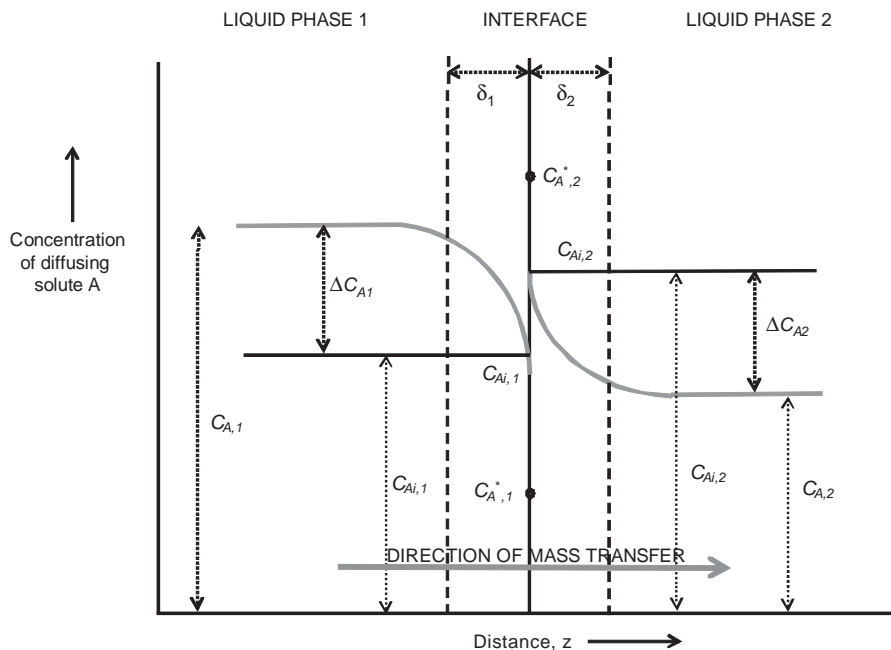 LIQUID PHASE 1
INTERFACE
LIQUID PHASE 2
δ1
δ2
C*A,2
Concentration
of diffusing
solute A
CAi,2
ΔCA1
ΔCA2
CAi,1
CA,1
CAi,1
C*A,1
CAi,2
CA,2
DIRECTION OF MASS TRANSFER
Distance, z